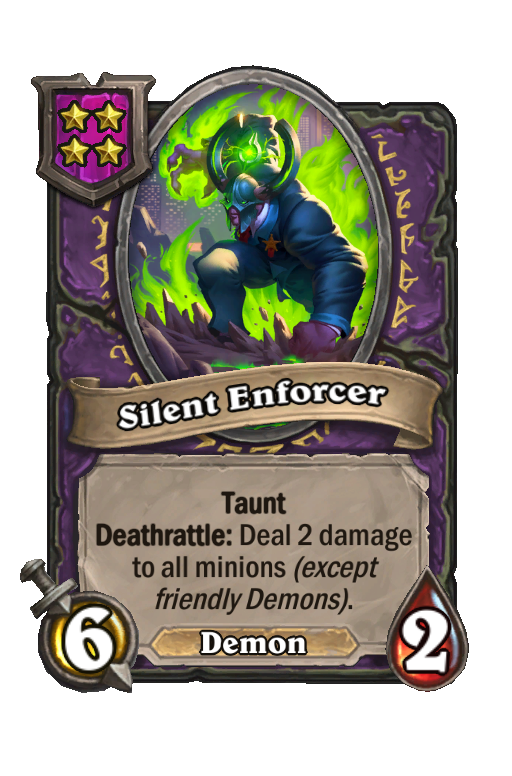 Silent Enforcer
Taunt
Deathrattle: Deal 2 damage
to all minions (except
friendly Demons).
6
Demon
2